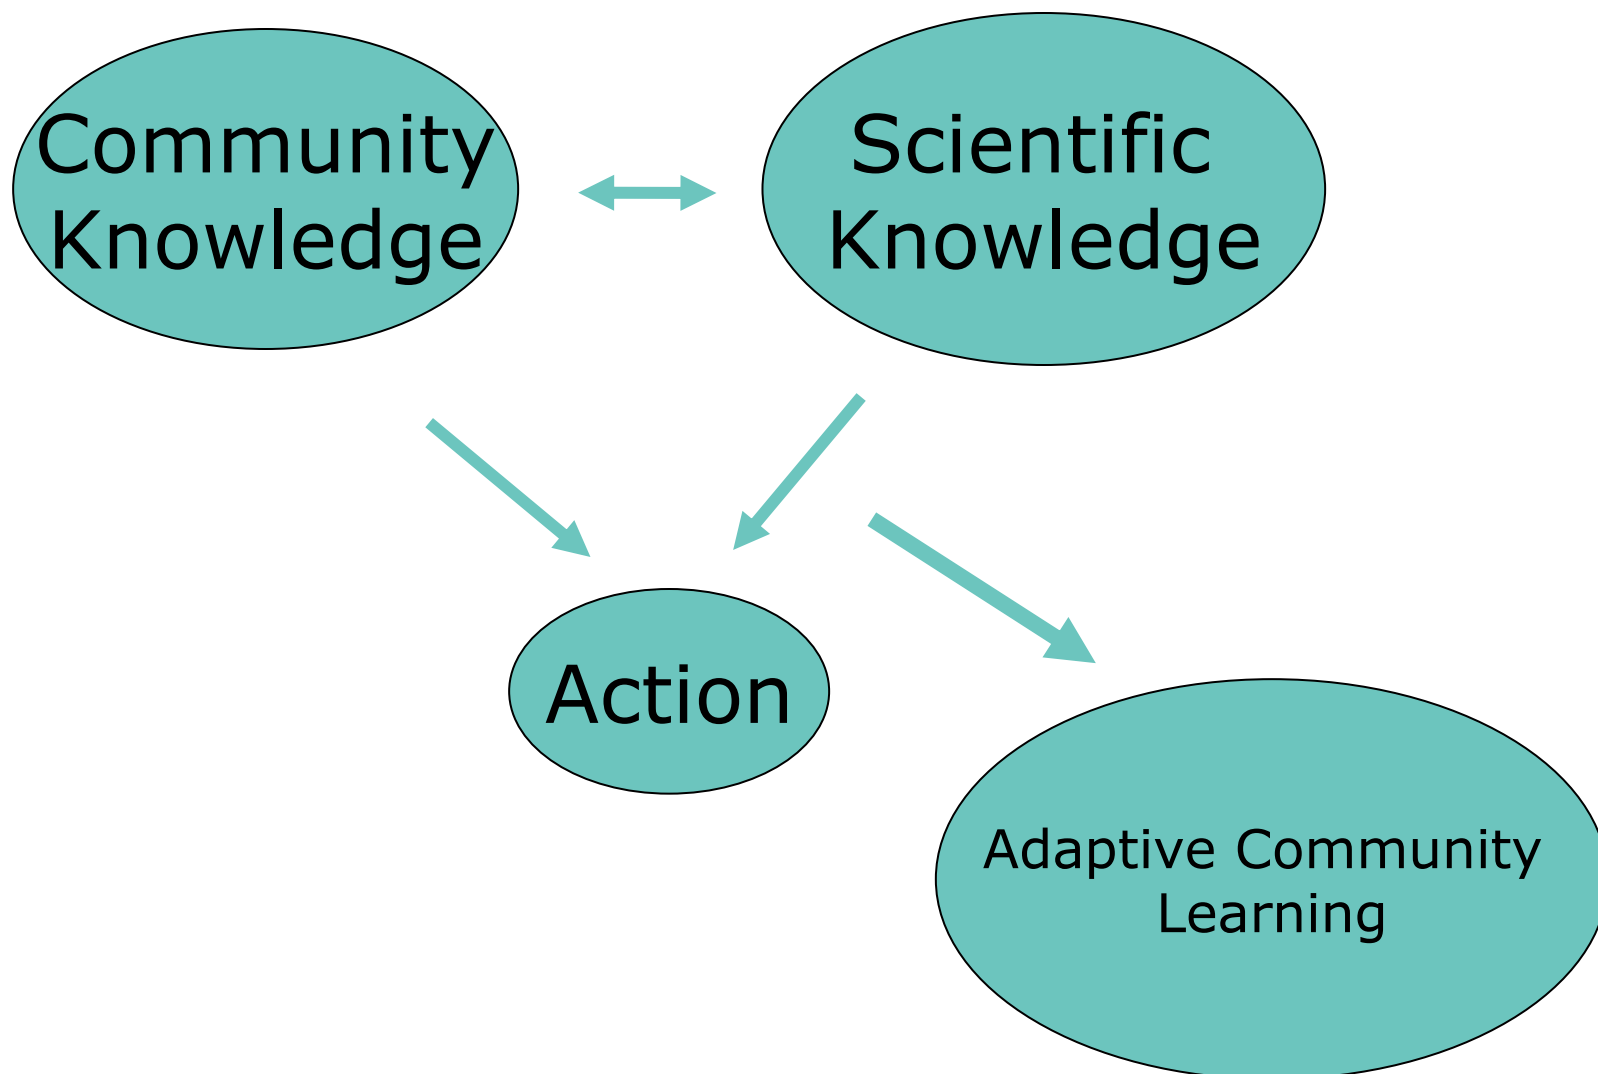 Community
Knowledge
Scientific
Knowledge
Action
Adaptive Community
Learning